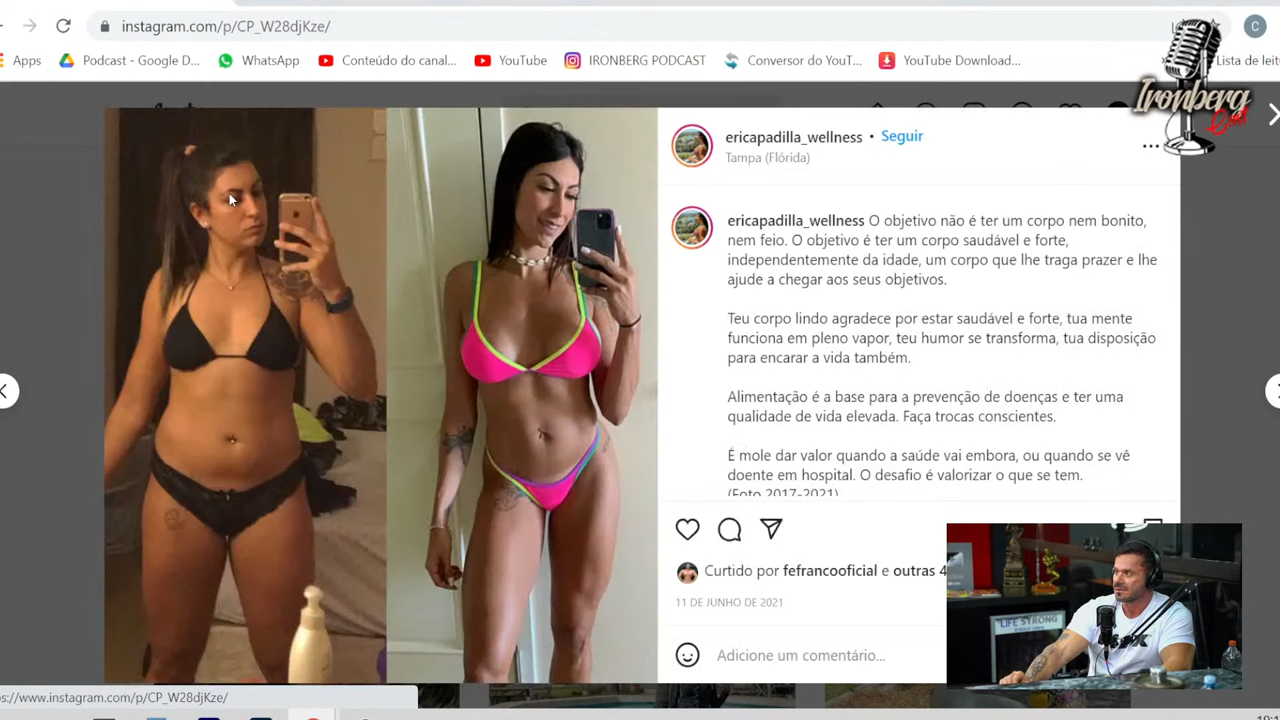 instagram.com/p/CP_W28djKze/
Apps
Podcast - Google D...
WhatsApp
Conteúdo do canal...
YouTube
IRONBERG PODCAST
Conversor do YouT...
YouTube Download...
Lista de leit
Ironberg
Cast
ericapadilla_wellness • Seguir
Tampa (Flórida)
ericapadilla_wellness O objetivo não é ter um corpo nem bonito,
nem feio. O objetivo é ter um corpo saudável e forte,
independentemente da idade, um corpo que lhe traga prazer e lhe
ajude a chegar aos seus objetivos.
Teu corpo lindo agradece por estar saudável e forte, tua mente
funciona em pleno vapor, teu humor se transforma, tua disposição
para encarar a vida também.
Alimentação é a base para a prevenção de doenças e ter uma
qualidade de vida elevada. Faça trocas conscientes.
É mole dar valor quando a saúde vai embora, ou quando se vê
doente em hospital. O desafio é valorizar o que se tem.
(Foto 2017-2021)
Curtido por fefrancooficial e outras 4
11 DE JUNHO DE 2021
Adicione um comentário...
"LIFE STRONG
s://www.instagram.com/p/CP_W28djKze/